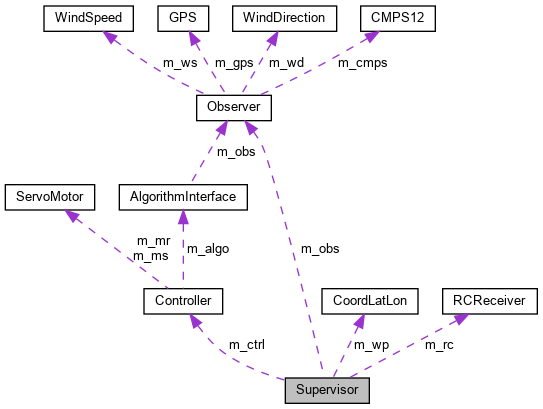 WindSpeed
GPS
WindDirection
CMPS12
m_ws
m_gps
m_wd
m_cmps
Observer
m_obs
ServoMotor
AlgorithmInterface
m_mr
m_ms
m_algo
m_obs
Controller
CoordLatLon
RCReceiver
m_ctrl
m_wp
m_rc
Supervisor